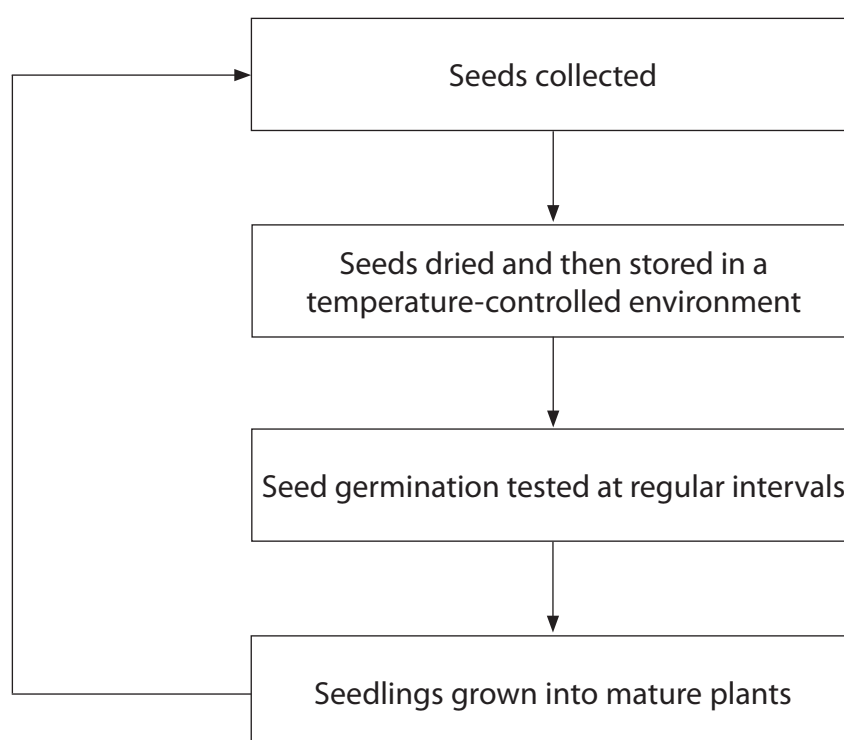 Seeds collected
Seeds dried and then stored in a
temperature-controlled environment
Seed germination tested at regular intervals
Seedlings grown into mature plants